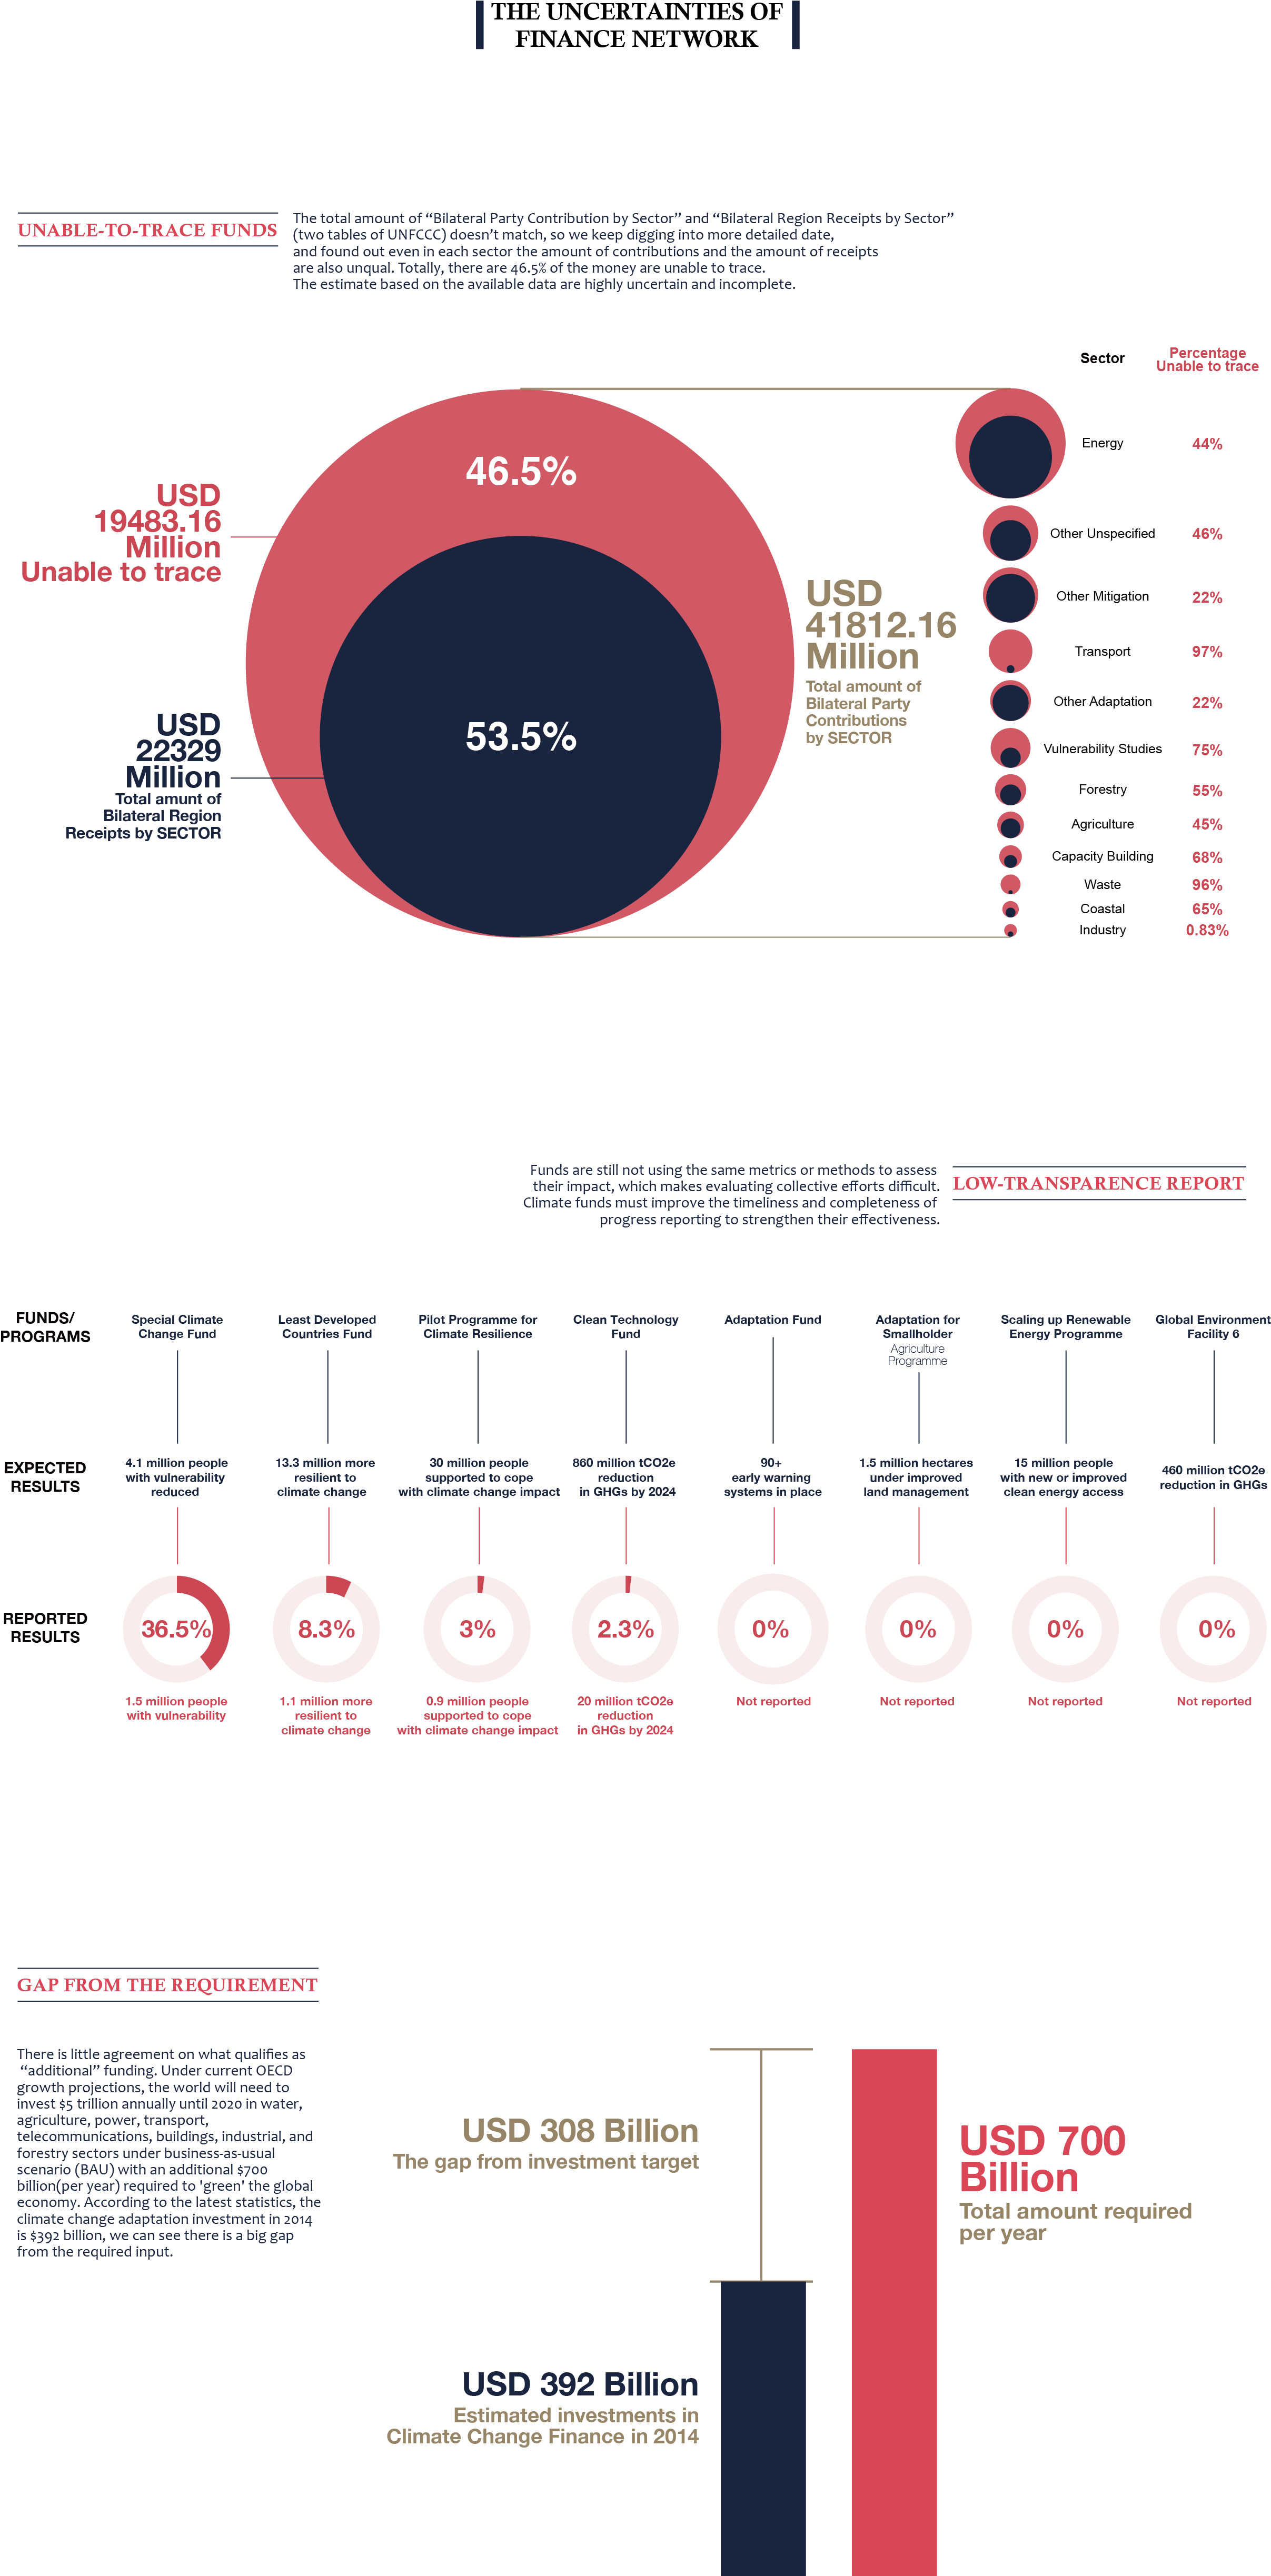 THE UNCERTAINTIES OF
FINANCE NETWORK
UNABLE-TO-TRACE FUNDS
The total amount of “Bilateral Party Contribution by Sector” and “Bilateral Region Receipts by Sector”
(two tables of UNFCCC) doesn’t match, so we keep digging into more detailed date,
and found out even in each sector the amount of contributions and the amount of receipts
are also unqual. Totally, there are 46.5% of the money are unable to trace.
The estimate based on the available data are highly uncertain and incomplete.
Sector
Percentage
Unable to trace
46.5%
53.5%
USD
19483.16
Million
Unable to trace
USD
22329
Million
Total amunt of
Bilateral Region
Receipts by SECTOR
USD
41812.16
Million
Total amount of
Bilateral Party
Contributions
by SECTOR
Energy 44%
Other Unspecified 46%
Other Mitigation 22%
Transport 97%
Other Adaptation 22%
Vulnerability Studies 75%
Forestry 55%
Agriculture 45%
Capacity Building 68%
Waste 96%
Coastal 65%
Industry 0.83%
Funds are still not using the same metrics or methods to assess
their impact, which makes evaluating collective efforts difficult.
Climate funds must improve the timeliness and completeness of
progress reporting to strengthen their effectiveness.
LOW-TRANSPARENCE REPORT
FUNDS/
PROGRAMS
Special Climate
Change Fund
Least Developed
Countries Fund
Pilot Programme for
Climate Resilience
Clean Technology
Fund
Adaptation Fund
Adaptation for
Smallholder
Agriculture
Programme
Scaling up Renewable
Energy Programme
Global Environment
Facility 6
EXPECTED
RESULTS
4.1 million people
with vulnerability
reduced
13.3 million more
resilient to
climate change
30 million people
supported to cope
with climate change impact
860 million tCO2e
reduction
in GHGs by 2024
90+
early warning
systems in place
1.5 million hectares
under improved
land management
15 million people
with new or improved
clean energy access
460 million tCO2e
reduction in GHGs
REPORTED
RESULTS
36.5%
8.3%
3%
2.3%
0%
0%
0%
0%
1.5 million people
with vulnerability
1.1 million more
resilient to
climate change
0.9 million people
supported to cope
with climate change impact
20 million tCO2e
reduction
in GHGs by 2024
Not reported
Not reported
Not reported
Not reported
GAP FROM THE REQUIREMENT
There is little agreement on what qualifies as
“additional” funding. Under current OECD
growth projections, the world will need to
invest $5 trillion annually until 2020 in water,
agriculture, power, transport,
telecommunications, buildings, industrial, and
forestry sectors under business-as-usual
scenario (BAU) with an additional $700
billion(per year) required to 'green' the global
economy. According to the latest statistics, the
climate change adaptation investment in 2014
is $392 billion, we can see there is a big gap
from the required input.
USD 308 Billion
The gap from investment target
USD 700
Billion
Total amount required
per year
USD 392 Billion
Estimated investments in
Climate Change Finance in 2014